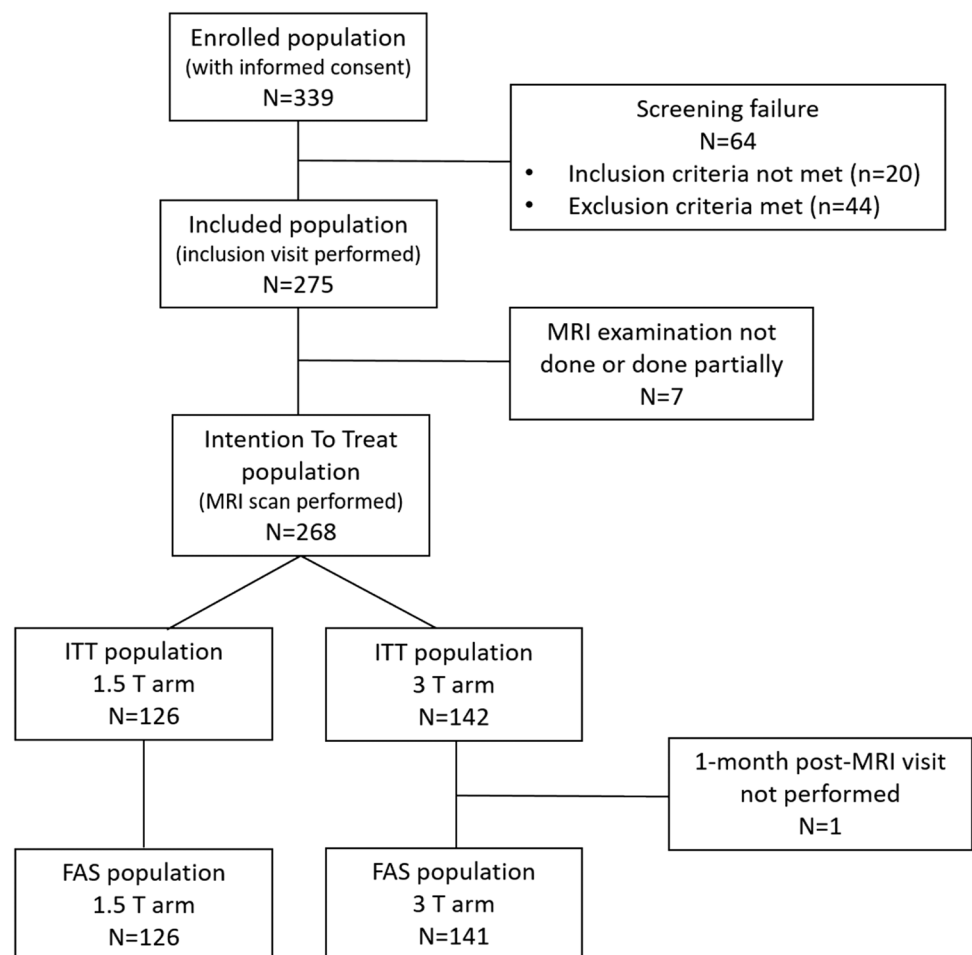 Enrolled population
(with informed consent)
N=339
Screening failure
N=64
• Inclusion criteria not met (n=20)
• Exclusion criteria met (n=44)
Included population
(inclusion visit performed)
N=275
MRI examination not
done or done partially
N=7
Intention To Treat
population
(MRI scan performed)
N=268
ITT population
1.5 T arm
N=126
ITT population
3 T arm
N=142
1-month post-MRI visit
not performed
N=1
FAS population
1.5 T arm
N=126
FAS population
3 T arm
N=141